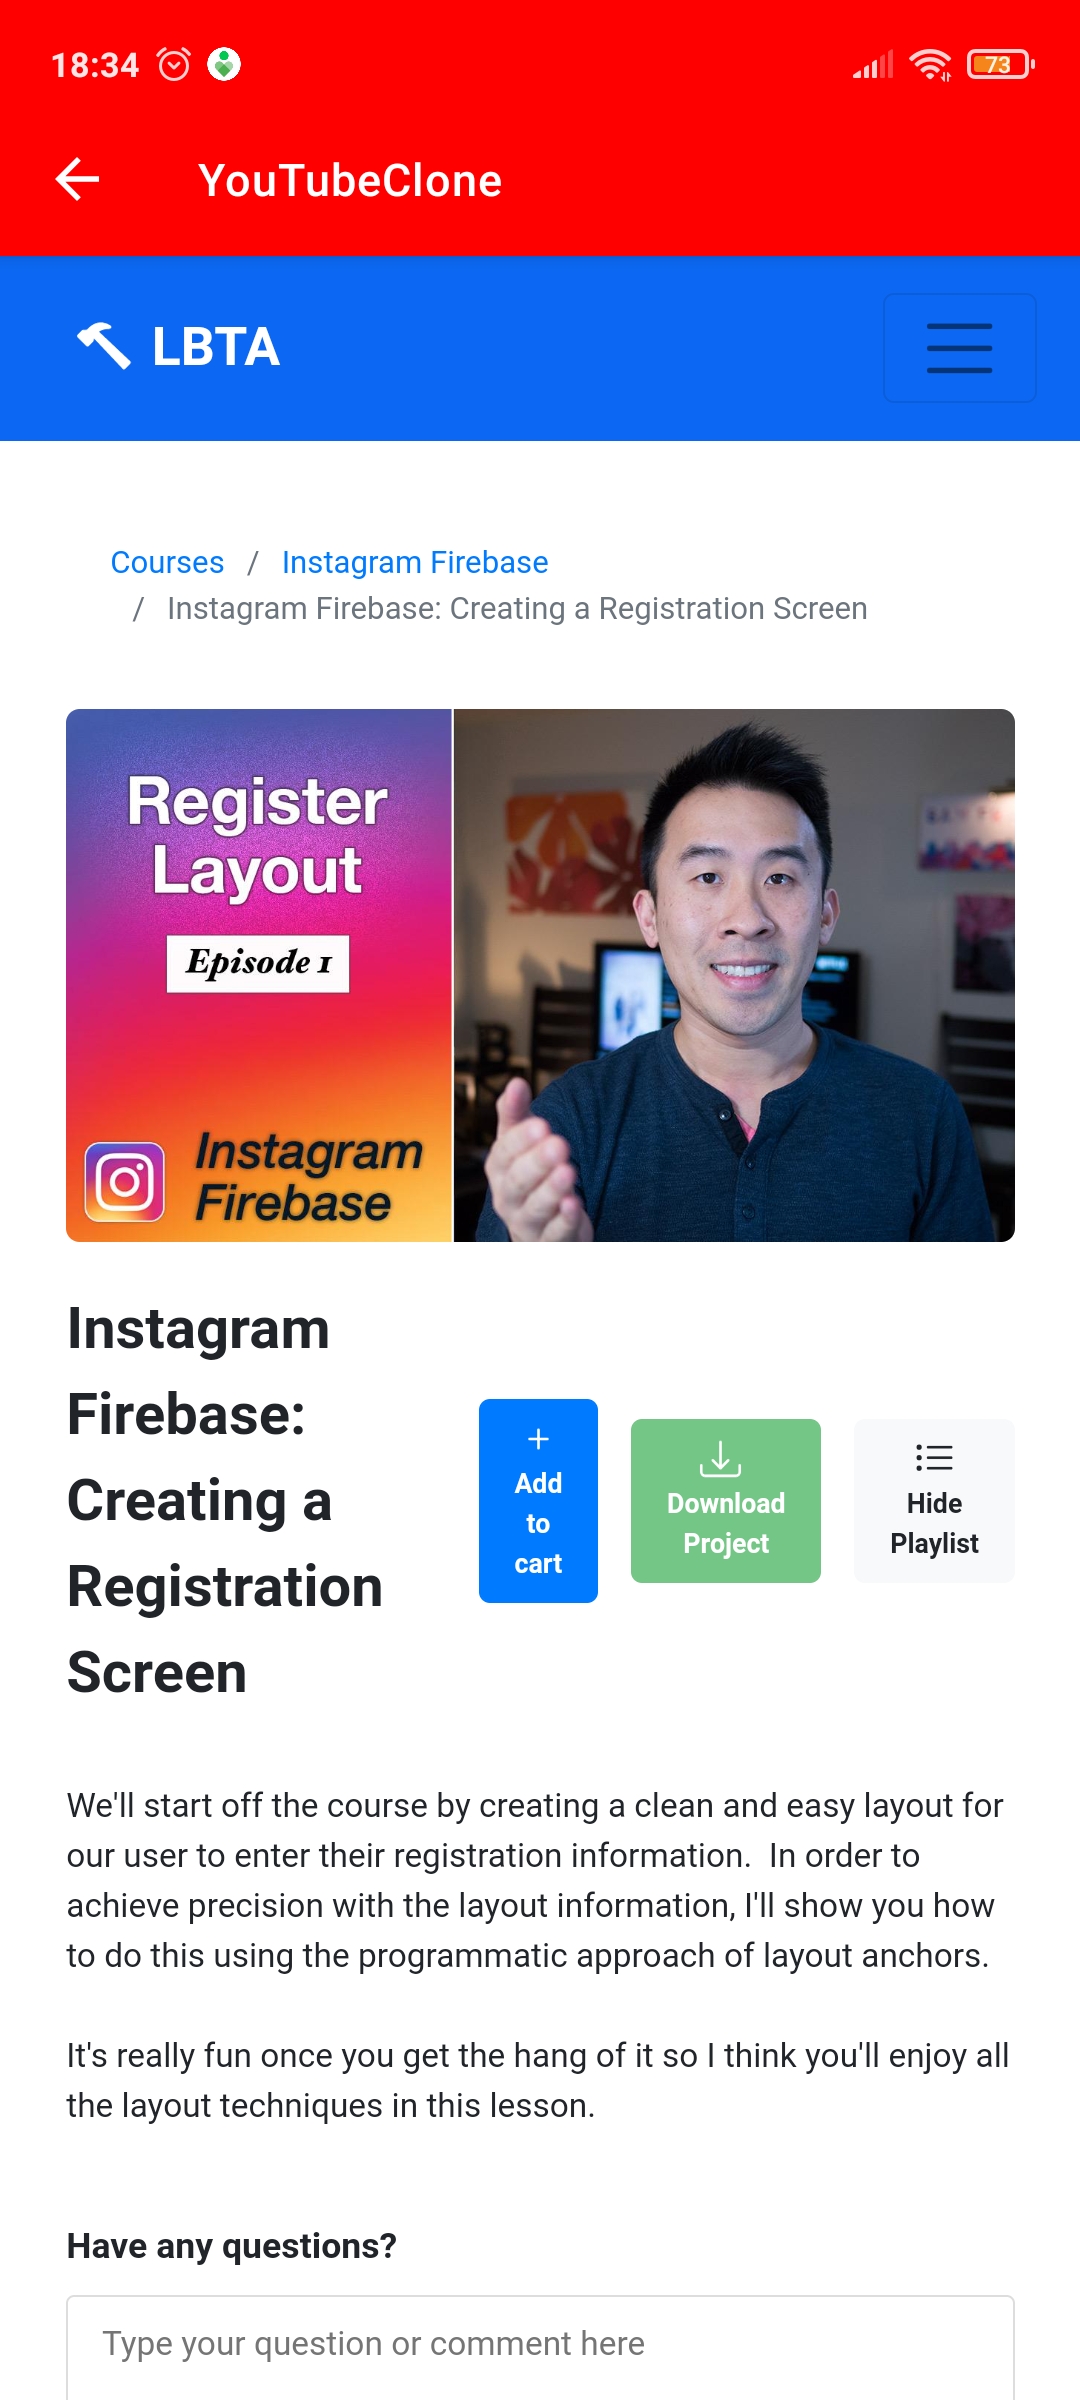 18:34
73
YouTubeClone
LBTA
Courses / Instagram Firebase
/ Instagram Firebase: Creating a Registration Screen
Register
Layout
Episode 1
Instagram
Firebase
Instagram
Firebase:
Creating a
Registration
Screen
+
Add
to
cart
Download
Project
Hide
Playlist
We'll start off the course by creating a clean and easy layout for
our user to enter their registration information.  In order to
achieve precision with the layout information, I'll show you how
to do this using the programmatic approach of layout anchors.
It's really fun once you get the hang of it so I think you'll enjoy all
the layout techniques in this lesson.
Have any questions?
Type your question or comment here